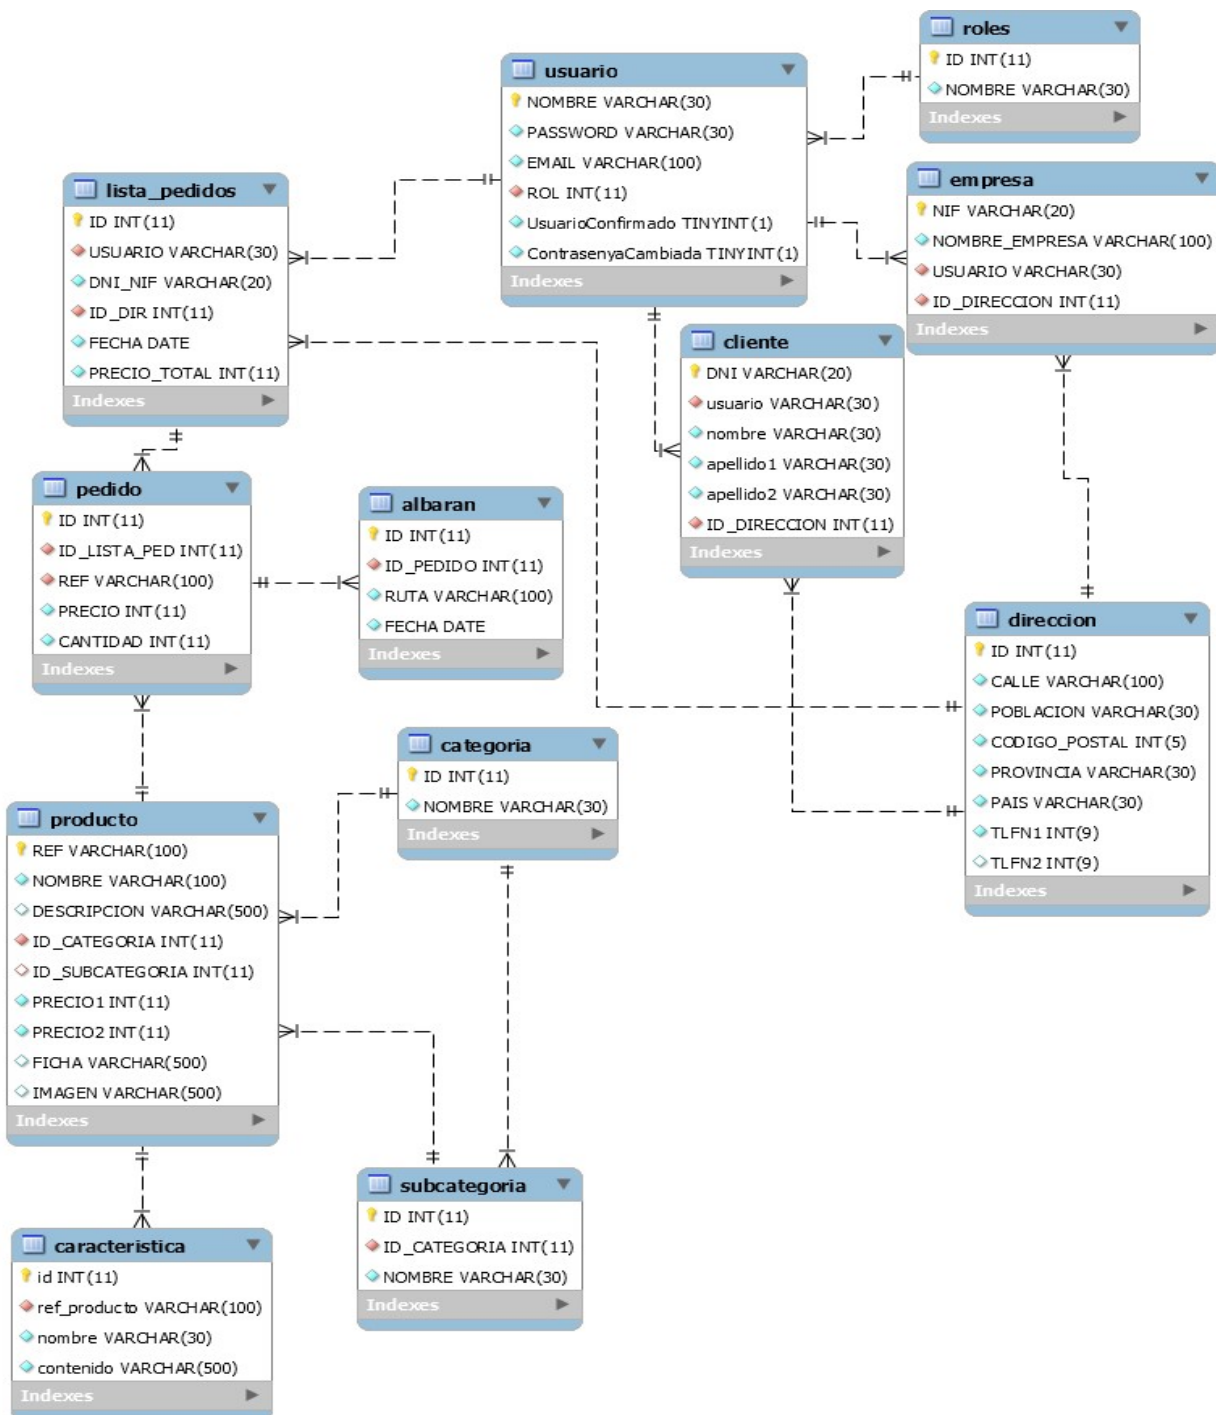 roles
ID INT(11)
NOMBRE VARCHAR(30)
Indexes
usuario
NOMBRE VARCHAR(30)
PASSWORD VARCHAR(30)
EMAIL VARCHAR(100)
ROL INT(11)
UsuarioConfirmado TINYINT(1)
ContrasenyaCambiada TINYINT(1)
Indexes
empresa
NIF VARCHAR(20)
NOMBRE_EMPRESA VARCHAR(100)
USUARIO VARCHAR(30)
ID_DIRECCION INT(11)
Indexes
lista_pedidos
ID INT(11)
USUARIO VARCHAR(30)
DNI_NIF VARCHAR(20)
ID_DIR INT(11)
FECHA DATE
PRECIO_TOTAL INT(11)
Indexes
cliente
DNI VARCHAR(20)
usuario VARCHAR(30)
nombre VARCHAR(30)
apellido1 VARCHAR(30)
apellido2 VARCHAR(30)
ID_DIRECCION INT(11)
Indexes
pedido
ID INT(11)
ID_LISTA_PED INT(11)
REF VARCHAR(100)
PRECIO INT(11)
CANTIDAD INT(11)
Indexes
albaran
ID INT(11)
ID_PEDIDO INT(11)
RUTA VARCHAR(100)
FECHA DATE
Indexes
direccion
ID INT(11)
CALLE VARCHAR(100)
POBLACION VARCHAR(30)
CODIGO_POSTAL INT(5)
PROVINCIA VARCHAR(30)
PAIS VARCHAR(30)
TLFN1 INT(9)
TLFN2 INT(9)
Indexes
categoria
ID INT(11)
NOMBRE VARCHAR(30)
Indexes
producto
REF VARCHAR(100)
NOMBRE VARCHAR(100)
DESCRIPCION VARCHAR(500)
ID_CATEGORIA INT(11)
ID_SUBCATEGORIA INT(11)
PRECIO1 INT(11)
PRECIO2 INT(11)
FICHA VARCHAR(500)
IMAGEN VARCHAR(500)
Indexes
subcategoria
ID INT(11)
ID_CATEGORIA INT(11)
NOMBRE VARCHAR(30)
Indexes
caracteristica
id INT(11)
ref_producto VARCHAR(100)
nombre VARCHAR(30)
contenido VARCHAR(500)
Indexes